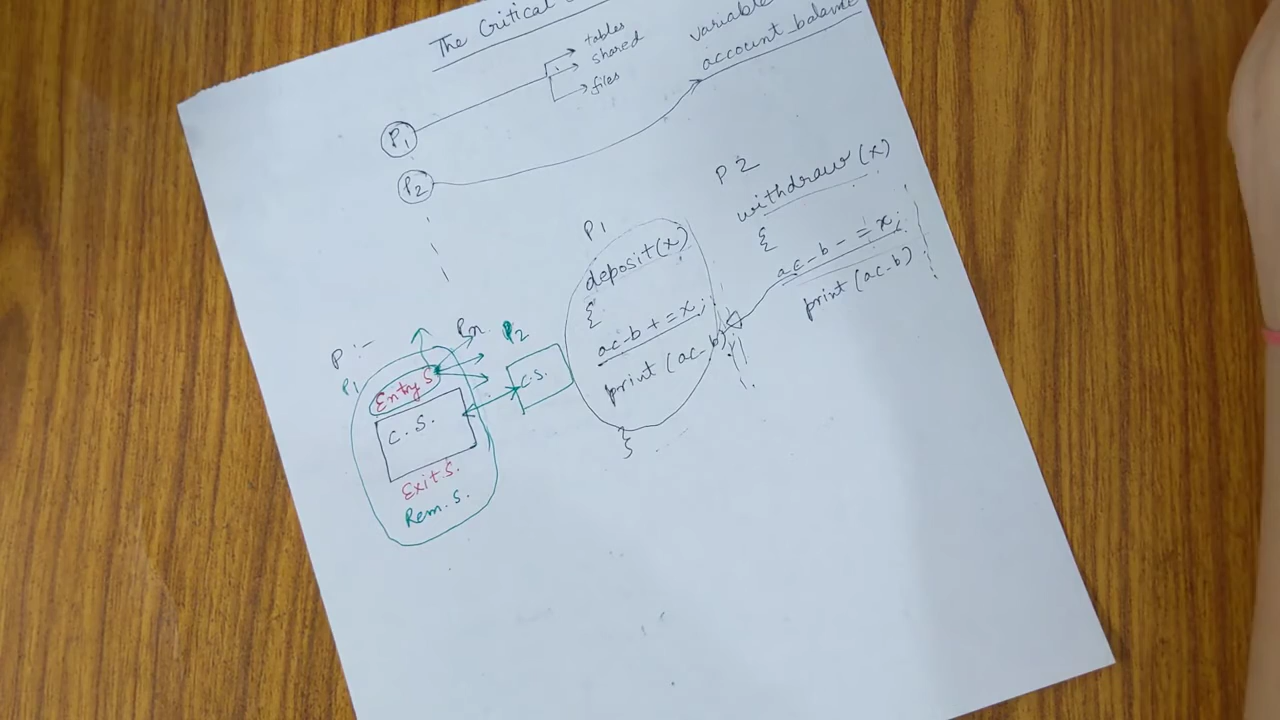 The Critical
tables
shared
files
variable
account_balance
P1
P2
P2
withdraw(x)
{
ac-b-=x;
print(ac-b)
P1
deposit(x)
{
ac-b+=x;
print(ac-b)
}
P:-
P1
Pn
P2
Entry S
C.S.
C.S.
Exit S.
Rem. S.